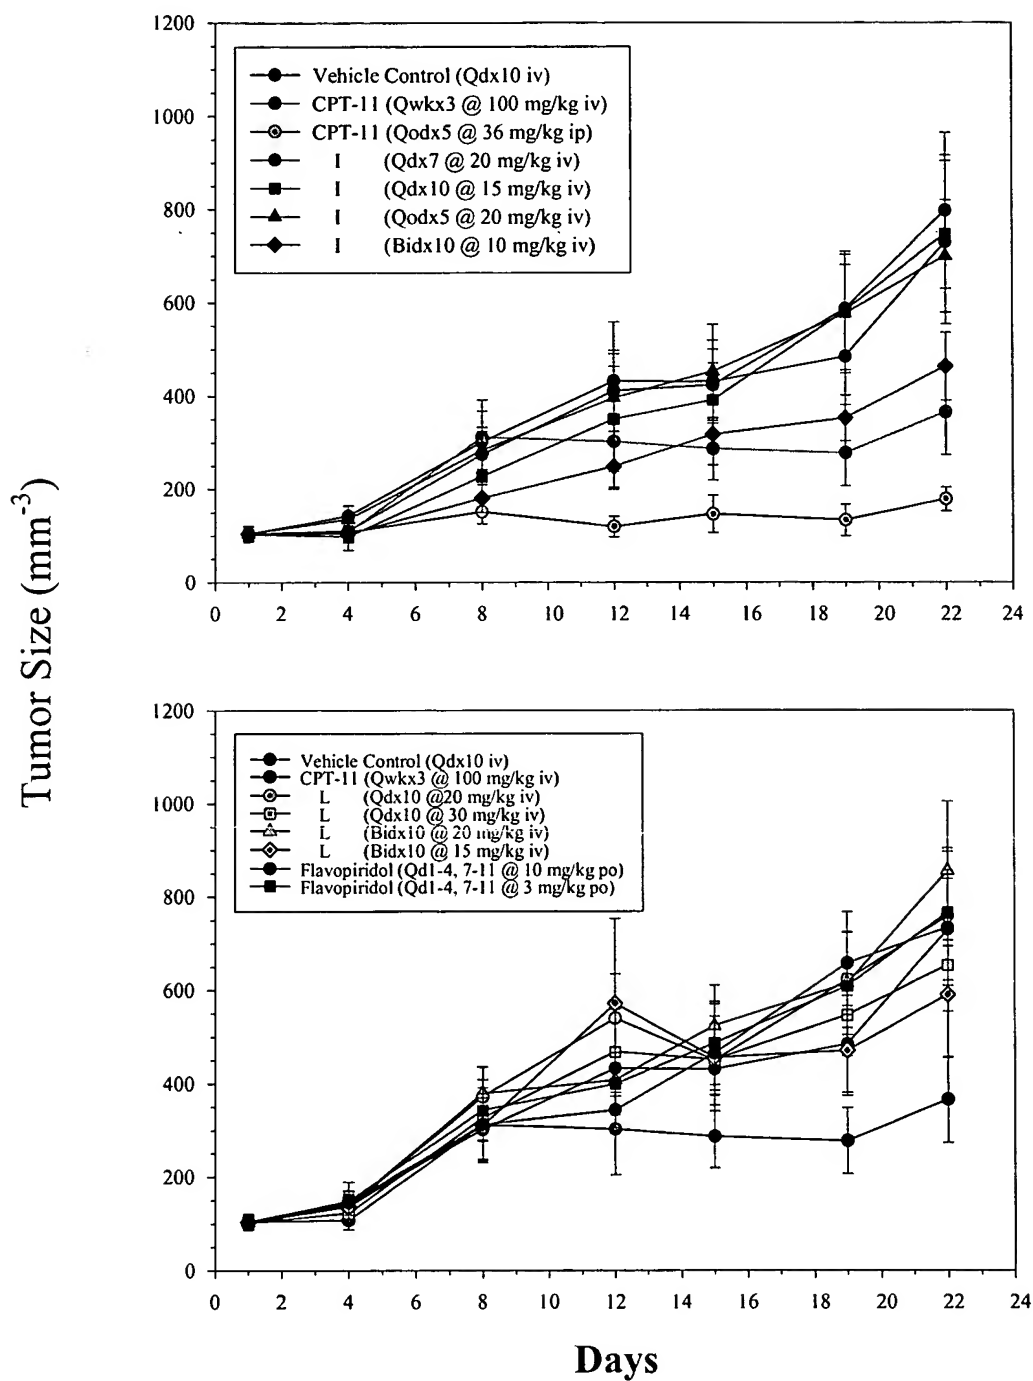 Tumor Size (mm-3)
1200
1000
800
600
400
200
0
Vehicle Control (Qdx10 iv)
CPT-11 (Qwkx3 @ 100 mg/kg iv)
CPT-11 (Qodx5 @ 36 mg/kg ip)
I (Qdx7 @ 20 mg/kg iv)
I (Qdx10 @ 15 mg/kg iv)
I (Qodx5 @ 20 mg/kg iv)
I (Bidx10 @ 10 mg/kg iv)
0 2 4 6 8 10 12 14 16 18 20 22 24
1200
1000
800
600
400
200
0
Vehicle Control (Qdx10 iv)
CPT-11 (Qwkx3 @ 100 mg/kg iv)
L (Qdx10 @20 mg/kg iv)
L (Qdx10 @ 30 mg/kg iv)
L (Bidx10 @ 20 mg/kg iv)
L (Bidx10 @ 15 mg/kg iv)
Flavopiridol (Qd1-4, 7-11 @ 10 mg/kg po)
Flavopiridol (Qd1-4, 7-11 @ 3 mg/kg po)
0 2 4 6 8 10 12 14 16 18 20 22 24
Days